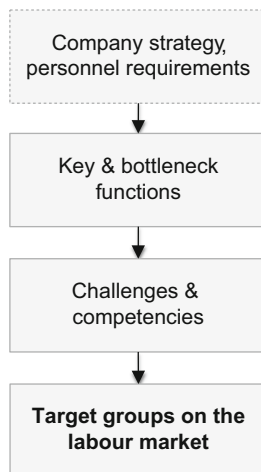 Company strategy,
personnel requirements
Key & bottleneck
functions
Challenges &
competencies
Target groups on the
labour market